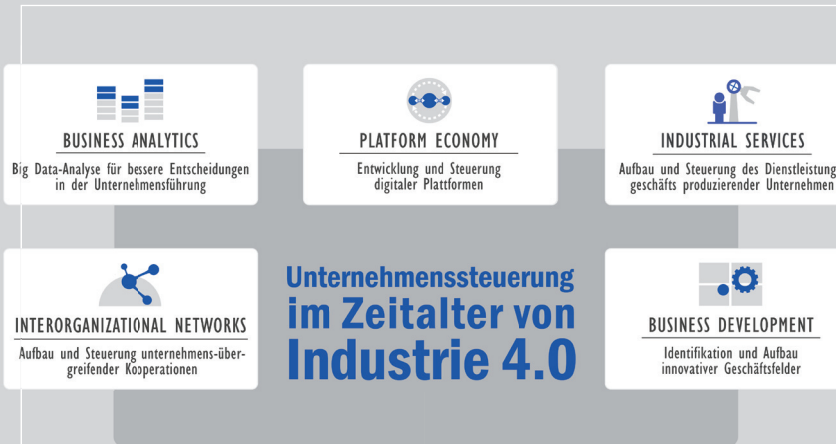 BUSINESS ANALYTICS
Big Data-Analyse für bessere Entscheidungen
in der Unternehmensführung
PLATFORM ECONOMY
Entwicklung und Steuerung
digitaler Plattformen
INDUSTRIAL SERVICES
Aufbau und Steuerung des Dienstleistung
geschäfts produzierender Unternehmen
INTERORGANIZATIONAL NETWORKS
Aufbau und Steuerung unternehmens-über-
greifender Kooperationen
Unternehmenssteuerung
im Zeitalter von
Industrie 4.0
BUSINESS DEVELOPMENT
Identifikation und Aufbau
innovativer Geschäftsfelder